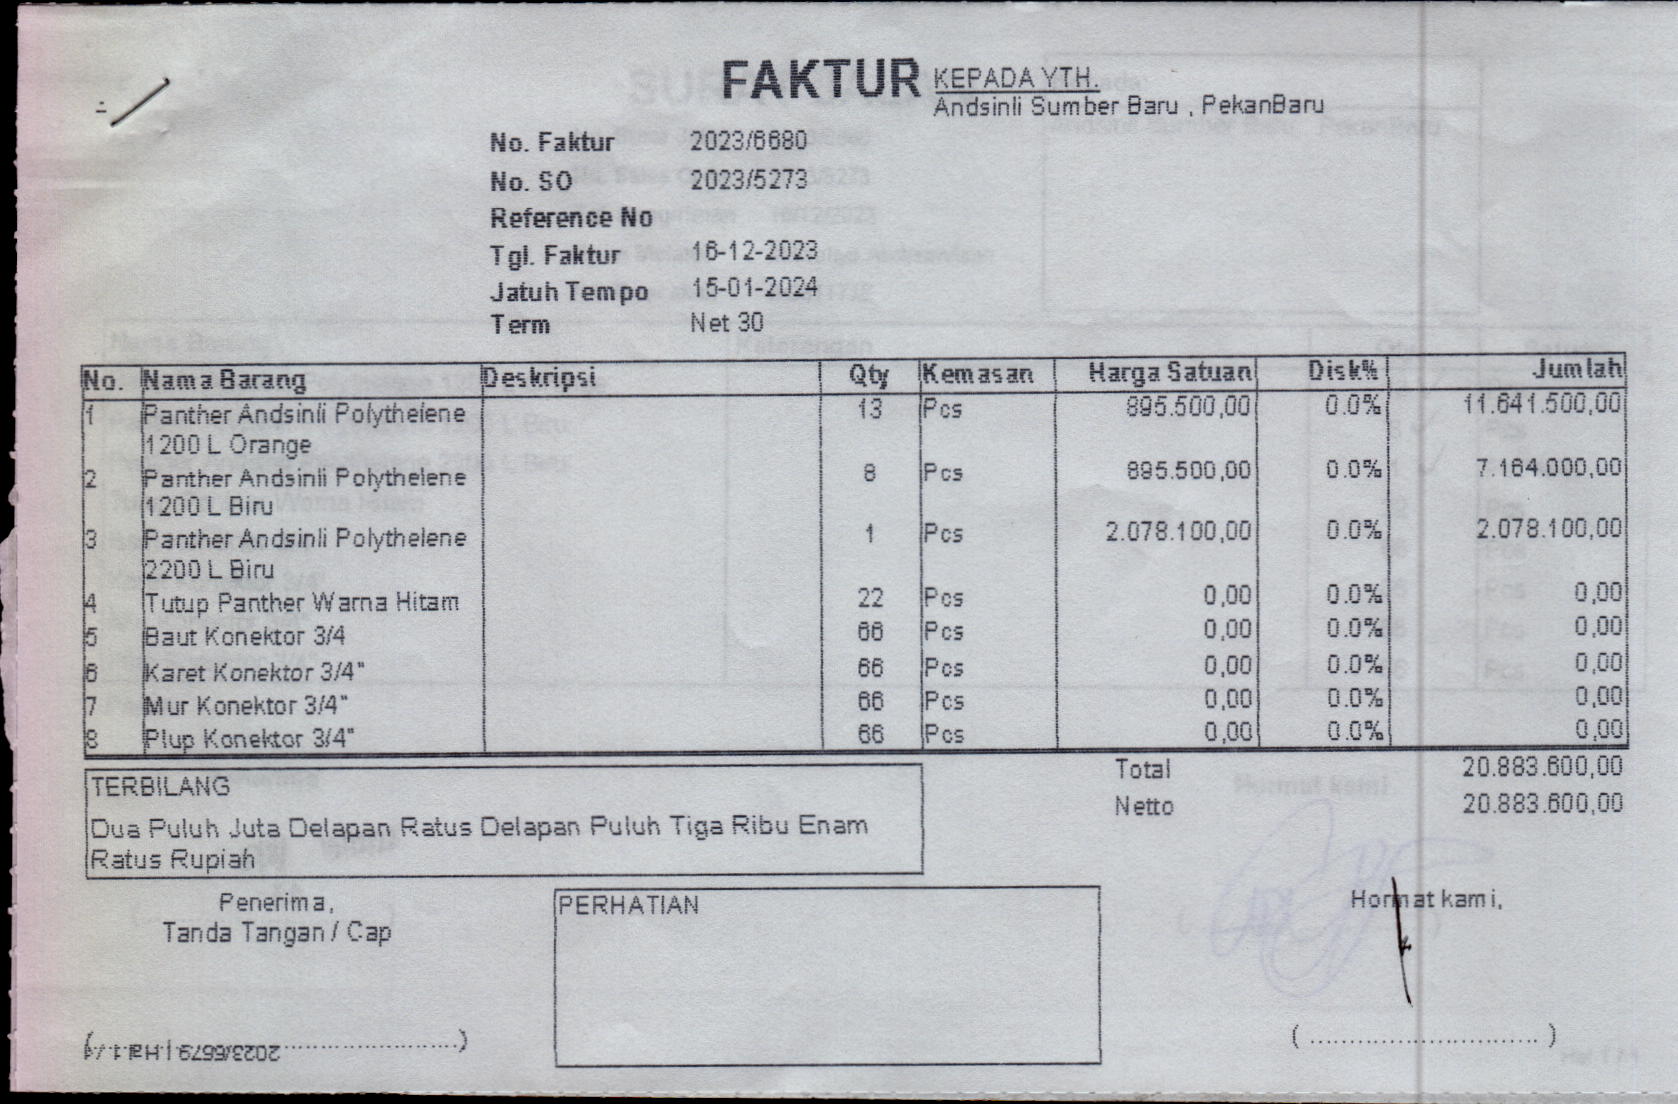 FAKTUR
KEPADA YTH.
Andsinli Sumber Baru , PekanBaru
No. Faktur 2023/6680
No. SO 2023/5273
Reference No
Tgl. Faktur 16-12-2023
Jatuh Tempo 15-01-2024
Term Net 30
No. Nama Barang Deskripsi Qty Kemasan Harga Satuan Disk% Jumlah
1 Panther Andsinli Polythelene 13 Pcs 895.500,00 0.0% 11.641.500,00
1200 L Orange
2 Panther Andsinli Polythelene 8 Pcs 895.500,00 0.0% 7.164.000,00
1200 L Biru
3 Panther Andsinli Polythelene 1 Pcs 2.078.100,00 0.0% 2.078.100,00
2200 L Biru
4 Tutup Panther Warna Hitam 22 Pcs 0,00 0.0% 0,00
5 Baut Konektor 3/4 66 Pcs 0,00 0.0% 0,00
6 Karet Konektor 3/4" 66 Pcs 0,00 0.0% 0,00
7 Mur Konektor 3/4" 66 Pcs 0,00 0.0% 0,00
8 Plup Konektor 3/4" 66 Pcs 0,00 0.0% 0,00
Total 20.883.600,00
Netto 20.883.600,00
TERBILANG
Dua Puluh Juta Delapan Ratus Delapan Puluh Tiga Ribu Enam
Ratus Rupiah
Penerima,
Tanda Tangan / Cap
PERHATIAN
Hormat kami,
2023/6679 | Hal 1 /
(............................)